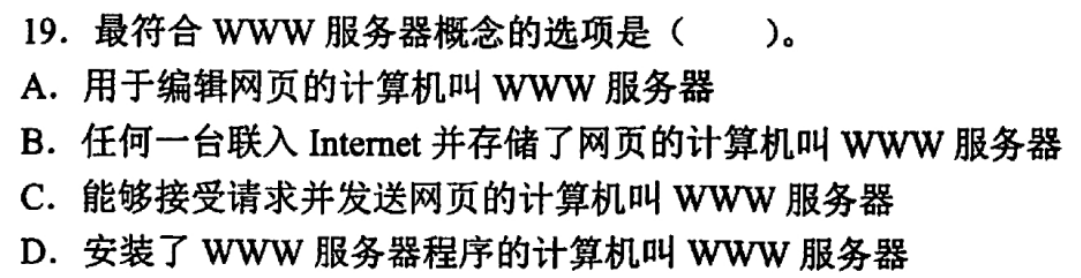 19．最符合 WWW 服务器概念的选项是（　　）。
A．用于编辑网页的计算机叫 WWW 服务器
B．任何一台联入 Internet 并存储了网页的计算机叫 WWW 服务器
C．能够接受请求并发送网页的计算机叫 WWW 服务器
D．安装了 WWW 服务器程序的计算机叫 WWW 服务器